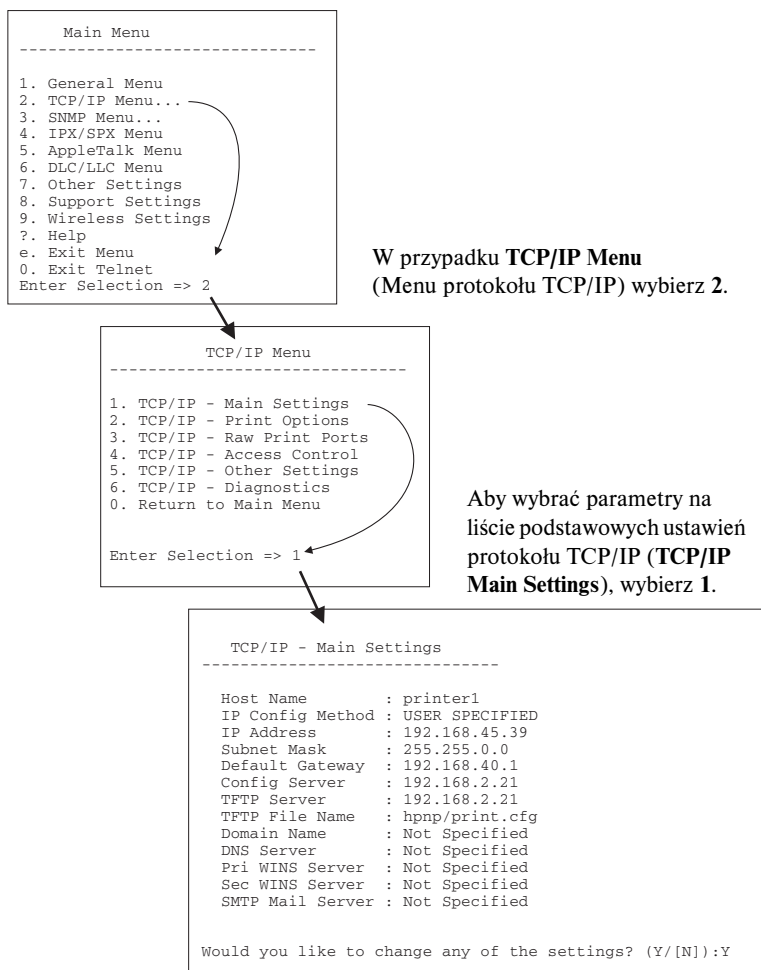 Main Menu
-------------------------------
1. General Menu
2. TCP/IP Menu...
3. SNMP Menu...
4. IPX/SPX Menu
5. AppleTalk Menu
6. DLC/LLC Menu
7. Other Settings
8. Support Settings
9. Wireless Settings
?. Help
e. Exit Menu
0. Exit Telnet
Enter Selection => 2
W przypadku TCP/IP Menu
(Menu protokołu TCP/IP) wybierz 2.
TCP/IP Menu
-------------------------------
1. TCP/IP - Main Settings
2. TCP/IP - Print Options
3. TCP/IP - Raw Print Ports
4. TCP/IP - Access Control
5. TCP/IP - Other Settings
6. TCP/IP - Diagnostics
0. Return to Main Menu
Enter Selection => 1
Aby wybrać parametry na
liście podstawowych ustawień
protokołu TCP/IP (TCP/IP
Main Settings), wybierz 1.
TCP/IP - Main Settings
-------------------------------
Host Name : printer1
IP Config Method : USER SPECIFIED
IP Address : 192.168.45.39
Subnet Mask : 255.255.0.0
Default Gateway : 192.168.40.1
Config Server : 192.168.2.21
TFTP Server : 192.168.2.21
TFTP File Name : hpnp/print.cfg
Domain Name : Not Specified
DNS Server : Not Specified
Pri WINS Server : Not Specified
Sec WINS Server : Not Specified
SMTP Mail Server : Not Specified
Would you like to change any of the settings? (Y/[N]):Y